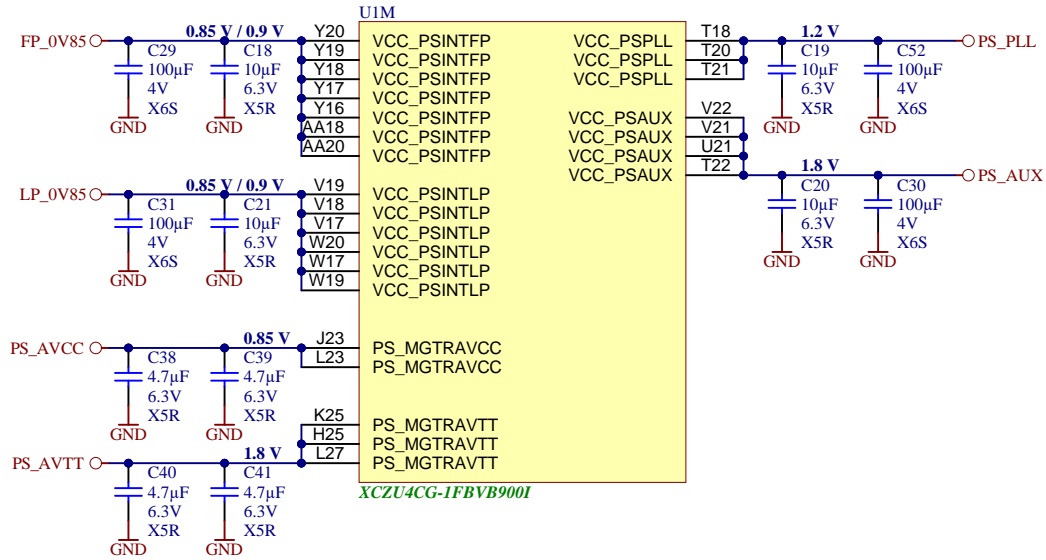 U1M
FP_0V85
0.85 V / 0.9 V
C29
100µF
4V
X6S
GND
C18
10µF
6.3V
X5R
GND
Y20 VCC_PSINTFP
Y19 VCC_PSINTFP
Y18 VCC_PSINTFP
Y17 VCC_PSINTFP
Y16 VCC_PSINTFP
AA18 VCC_PSINTFP
AA20 VCC_PSINTFP
LP_0V85
0.85 V / 0.9 V
C31
100µF
4V
X6S
GND
C21
10µF
6.3V
X5R
GND
V19 VCC_PSINTLP
V18 VCC_PSINTLP
V17 VCC_PSINTLP
W20 VCC_PSINTLP
W17 VCC_PSINTLP
W19 VCC_PSINTLP
PS_AVCC
0.85 V
C38
4.7µF
6.3V
X5R
GND
C39
4.7µF
6.3V
X5R
GND
J23 PS_MGTRAVCC
L23 PS_MGTRAVCC
K25 PS_MGTRAVTT
H25 PS_MGTRAVTT
L27 PS_MGTRAVTT
PS_AVTT
1.8 V
C40
4.7µF
6.3V
X5R
GND
C41
4.7µF
6.3V
X5R
GND
VCC_PSPLL T18
VCC_PSPLL T20
VCC_PSPLL T21
1.2 V
PS_PLL
C19
10µF
6.3V
X5R
GND
C52
100µF
4V
X6S
GND
VCC_PSAUX V22
VCC_PSAUX V21
VCC_PSAUX U21
VCC_PSAUX T22
1.8 V
PS_AUX
C20
10µF
6.3V
X5R
GND
C30
100µF
4V
X6S
GND
XCZU4CG-1FBVB900I